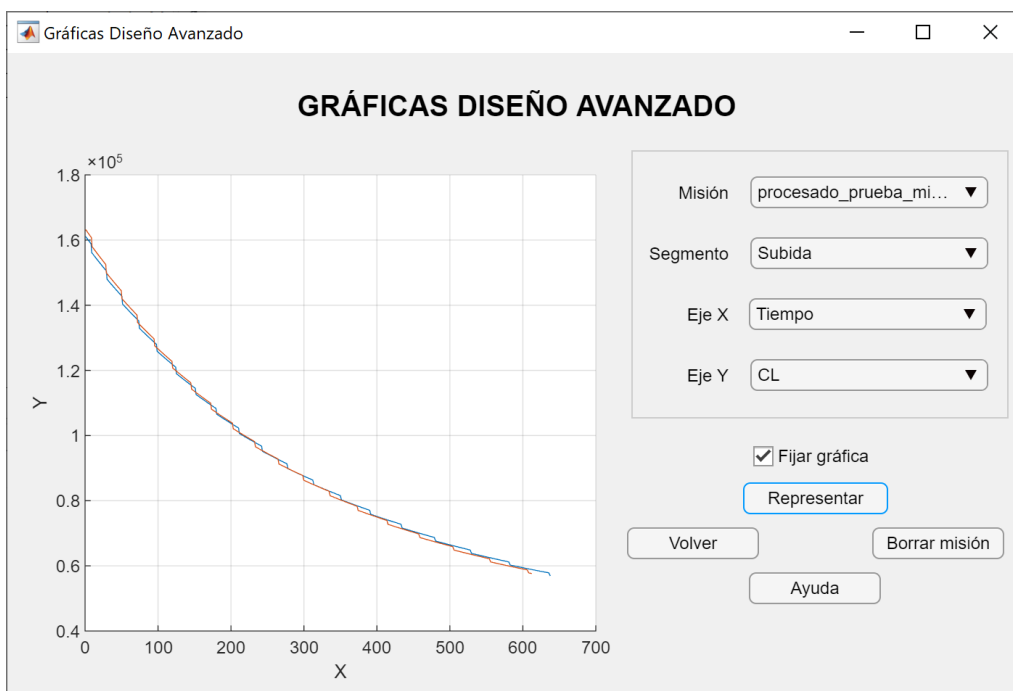 Gráficas Diseño Avanzado
GRÁFICAS DISEÑO AVANZADO
×10⁵
1.8
1.6
1.4
1.2
1
0.8
0.6
0.4
Y
0 100 200 300 400 500 600 700
X
Misión procesado_prueba_mi...
Segmento Subida
Eje X Tiempo
Eje Y CL
Fijar gráfica
Representar
Volver Borrar misión
Ayuda